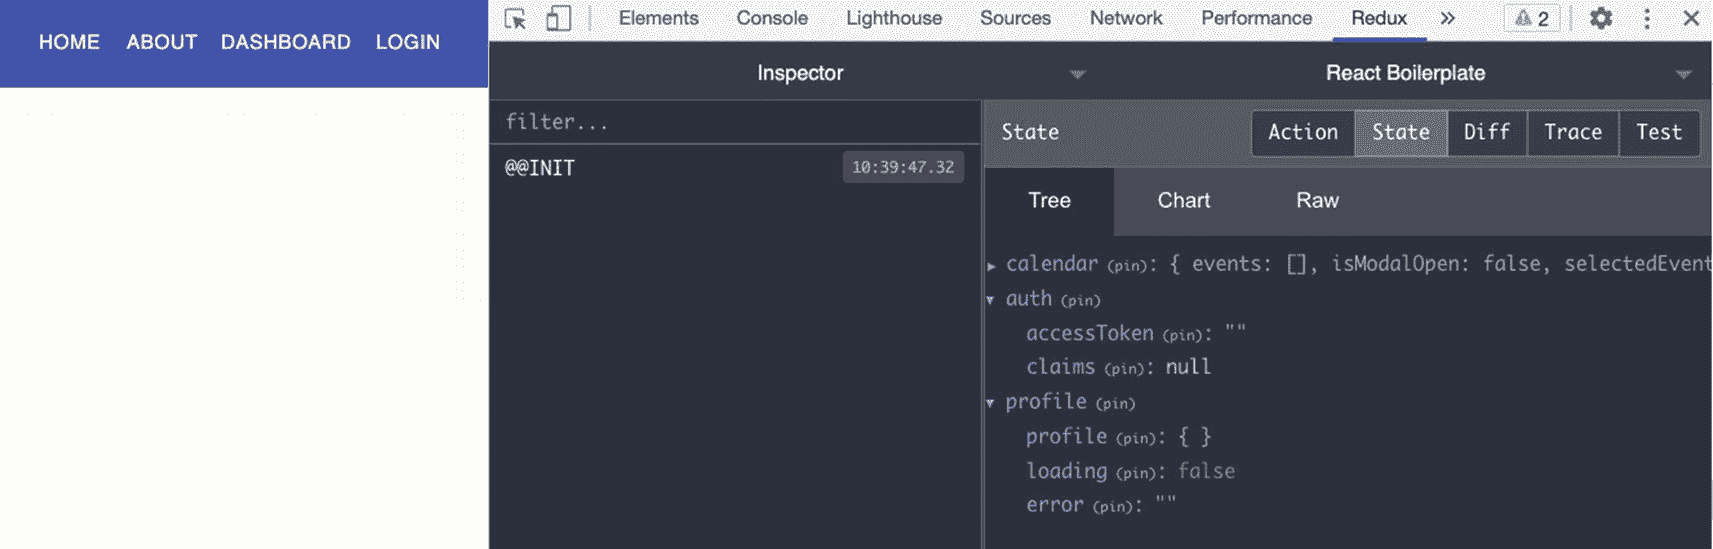 HOME ABOUT DASHBOARD LOGIN
Elements Console Lighthouse Sources Network Performance Redux » 2
Inspector React Boilerplate
filter...
State Action State Diff Trace Test
@@INIT 10:39:47.32
Tree Chart Raw
calendar (pin): { events: [], isModalOpen: false, selectedEvent
auth (pin)
accessToken (pin): ""
claims (pin): null
profile (pin)
profile (pin): { }
loading (pin): false
error (pin): ""